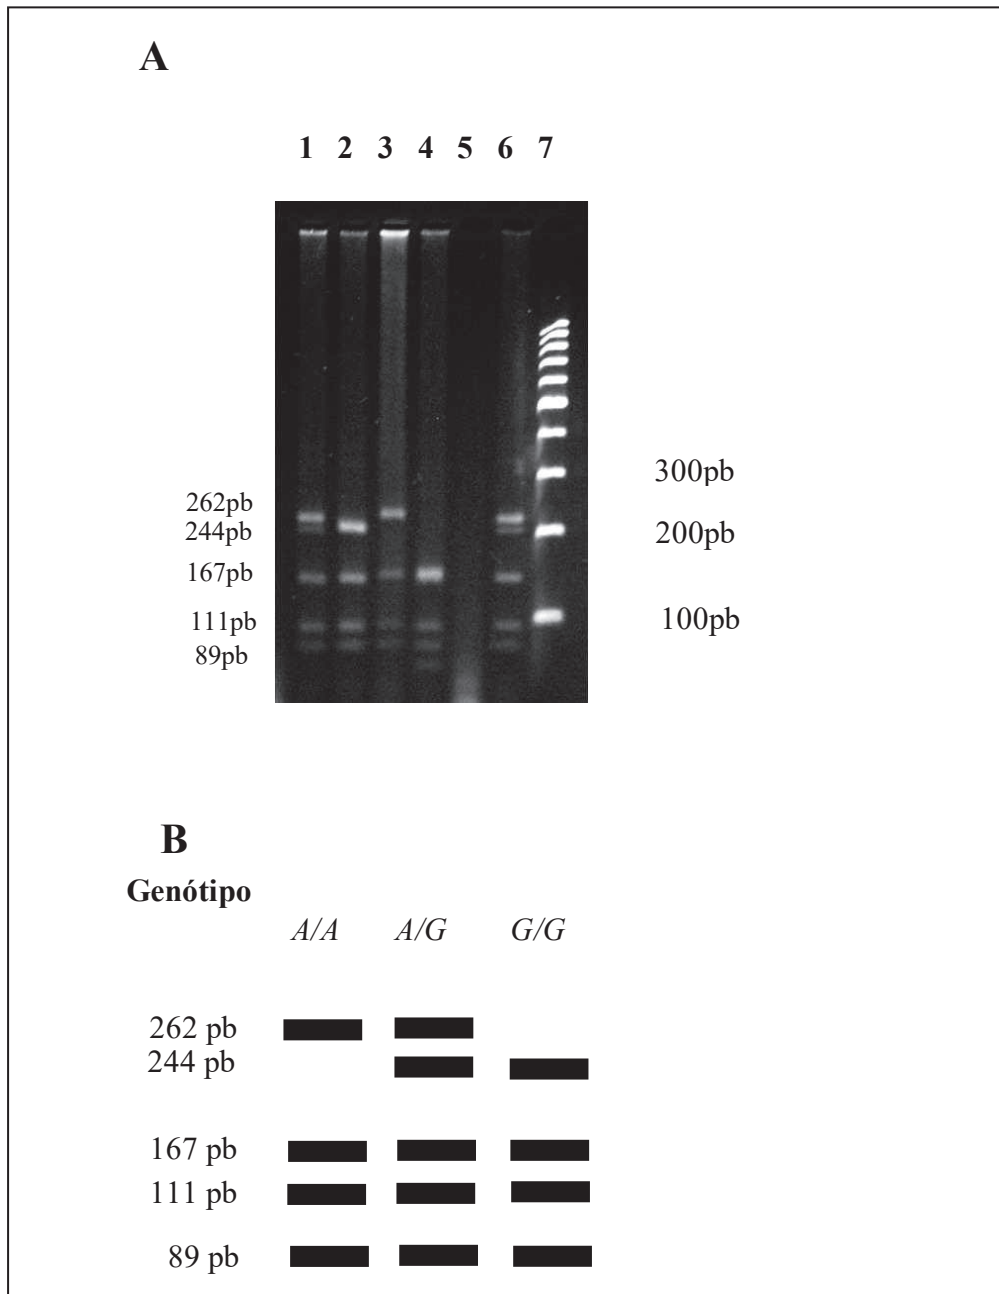 A
1 2 3 4 5 6 7
262pb
244pb
167pb
111pb
89pb
300pb
200pb
100pb
B
Genótipo
A/A A/G G/G
262 pb
244 pb
167 pb
111 pb
89 pb